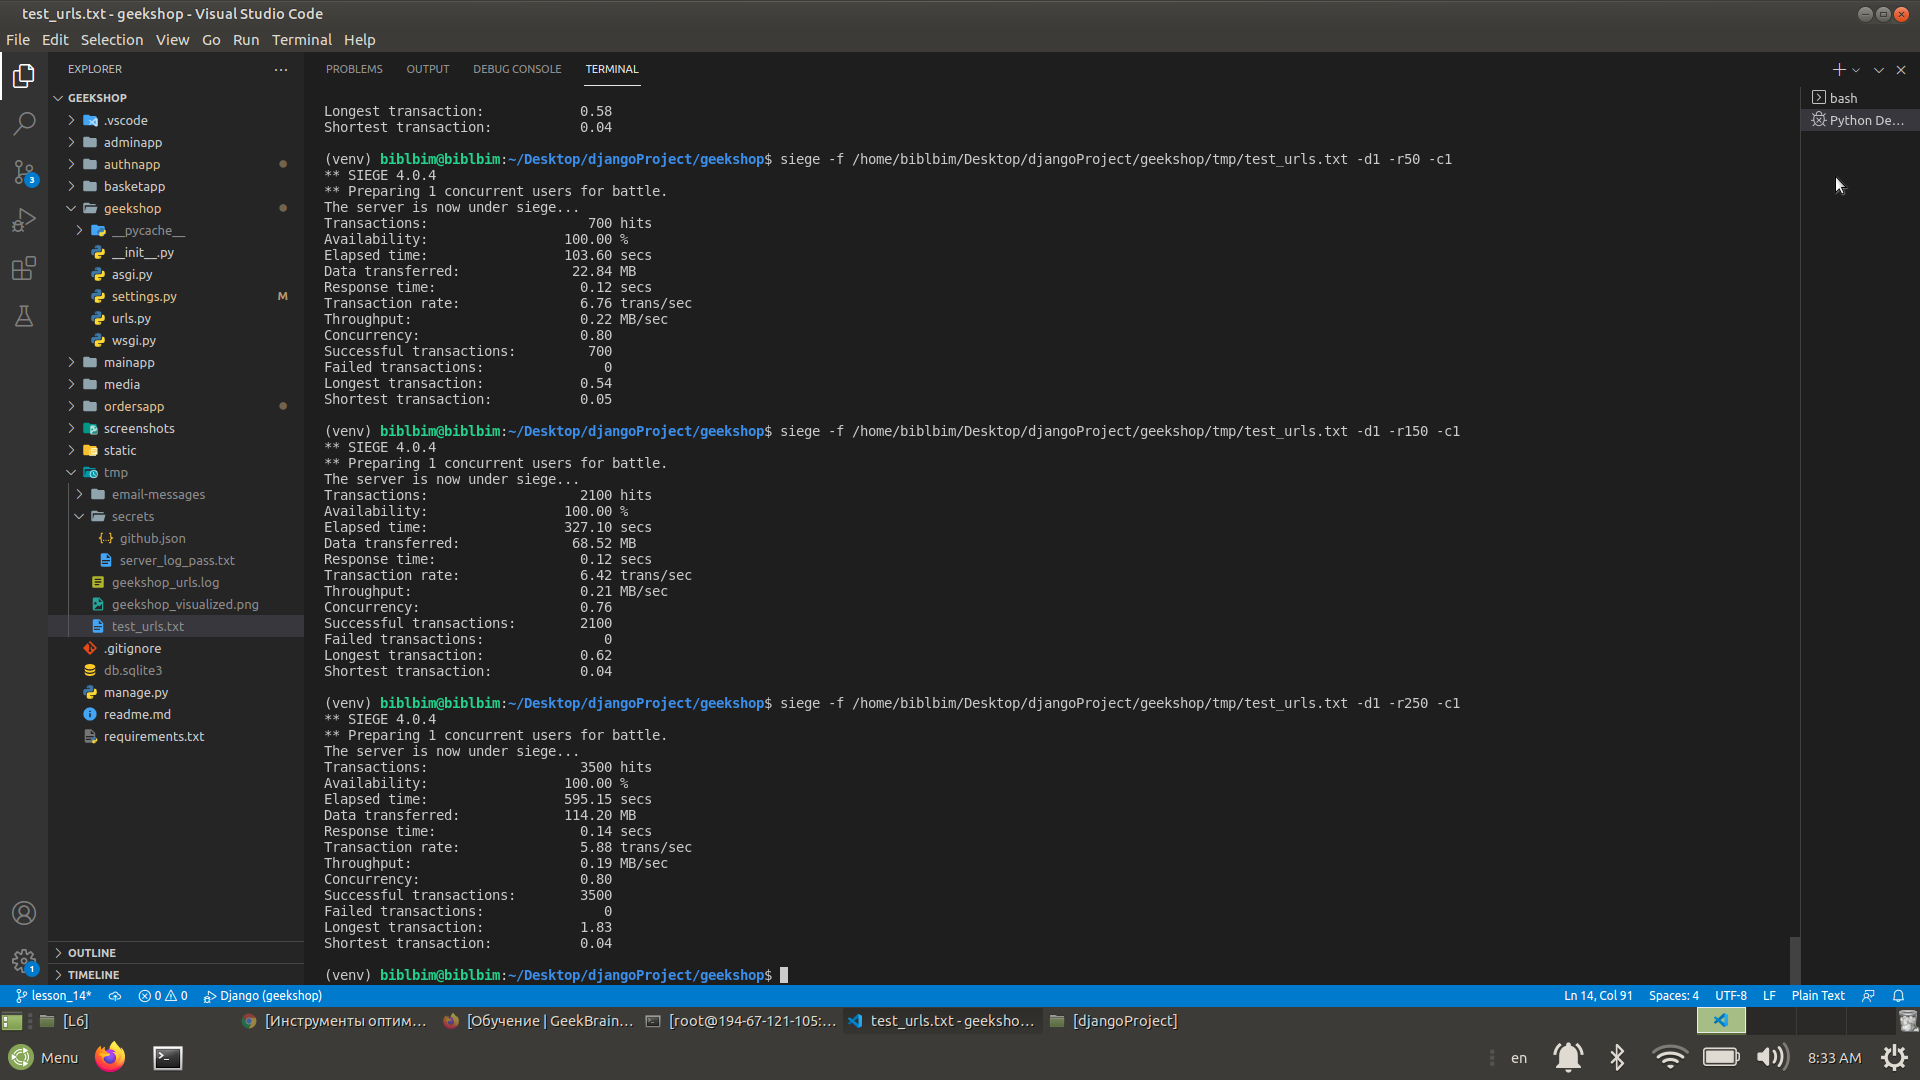 test_urls.txt - geekshop - Visual Studio Code
File Edit Selection View Go Run Terminal Help
EXPLORER
GEEKSHOP
.vscode
adminapp
authnapp
basketapp
geekshop
__pycache__
__init__.py
asgi.py
settings.py M
urls.py
wsgi.py
mainapp
media
ordersapp
screenshots
static
tmp
email-messages
secrets
github.json
server_log_pass.txt
geekshop_urls.log
geekshop_visualized.png
test_urls.txt
.gitignore
db.sqlite3
manage.py
readme.md
requirements.txt
OUTLINE
TIMELINE
3
1
PROBLEMS OUTPUT DEBUG CONSOLE TERMINAL
Longest transaction: 0.58
Shortest transaction: 0.04
(venv) biblbim@biblbim:~/Desktop/djangoProject/geekshop$ siege -f /home/biblbim/Desktop/djangoProject/geekshop/tmp/test_urls.txt -d1 -r50 -c1
** SIEGE 4.0.4
** Preparing 1 concurrent users for battle.
The server is now under siege...
Transactions: 700 hits
Availability: 100.00 %
Elapsed time: 103.60 secs
Data transferred: 22.84 MB
Response time: 0.12 secs
Transaction rate: 6.76 trans/sec
Throughput: 0.22 MB/sec
Concurrency: 0.80
Successful transactions: 700
Failed transactions: 0
Longest transaction: 0.54
Shortest transaction: 0.05
(venv) biblbim@biblbim:~/Desktop/djangoProject/geekshop$ siege -f /home/biblbim/Desktop/djangoProject/geekshop/tmp/test_urls.txt -d1 -r150 -c1
** SIEGE 4.0.4
** Preparing 1 concurrent users for battle.
The server is now under siege...
Transactions: 2100 hits
Availability: 100.00 %
Elapsed time: 327.10 secs
Data transferred: 68.52 MB
Response time: 0.12 secs
Transaction rate: 6.42 trans/sec
Throughput: 0.21 MB/sec
Concurrency: 0.76
Successful transactions: 2100
Failed transactions: 0
Longest transaction: 0.62
Shortest transaction: 0.04
(venv) biblbim@biblbim:~/Desktop/djangoProject/geekshop$ siege -f /home/biblbim/Desktop/djangoProject/geekshop/tmp/test_urls.txt -d1 -r250 -c1
** SIEGE 4.0.4
** Preparing 1 concurrent users for battle.
The server is now under siege...
Transactions: 3500 hits
Availability: 100.00 %
Elapsed time: 595.15 secs
Data transferred: 114.20 MB
Response time: 0.14 secs
Transaction rate: 5.88 trans/sec
Throughput: 0.19 MB/sec
Concurrency: 0.80
Successful transactions: 3500
Failed transactions: 0
Longest transaction: 1.83
Shortest transaction: 0.04
(venv) biblbim@biblbim:~/Desktop/djangoProject/geekshop$
bash
Python De...
lesson_14* 0 0 Django (geekshop) Ln 14, Col 91 Spaces: 4 UTF-8 LF Plain Text
[L6] [Инструменты оптим... [Обучение | GeekBrain... [root@194-67-121-105:... test_urls.txt - geeksho... [djangoProject]
Menu en 8:33 AM